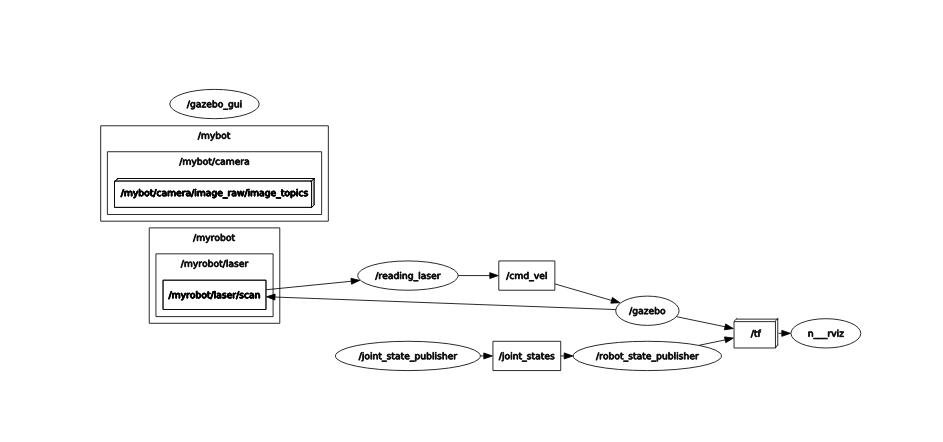 /gazebo_gui
/mybot
/mybot/camera
/mybot/camera/image_raw/image_topics
/myrobot
/myrobot/laser
/myrobot/laser/scan
/reading_laser
/cmd_vel
/gazebo
/tf
n___rviz
/joint_state_publisher
/joint_states
/robot_state_publisher